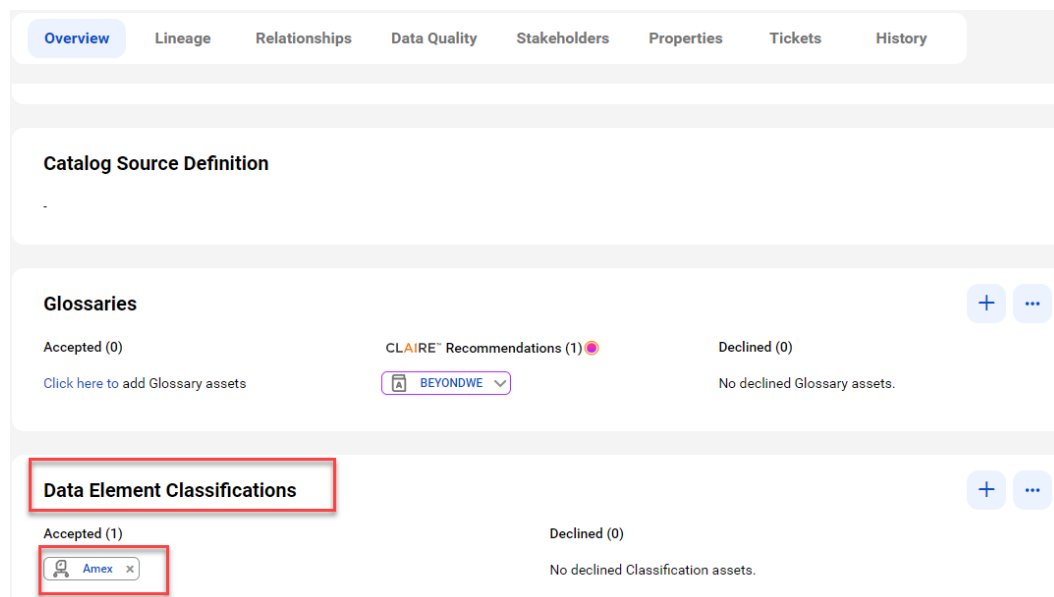 Overview Lineage Relationships Data Quality Stakeholders Properties Tickets History
Catalog Source Definition
-
Glossaries
Accepted (0) CLAIRE™ Recommendations (1) Declined (0)
Click here to add Glossary assets BEYONDWE No declined Glossary assets.
Data Element Classifications
Accepted (1) Declined (0)
Amex × No declined Classification assets.